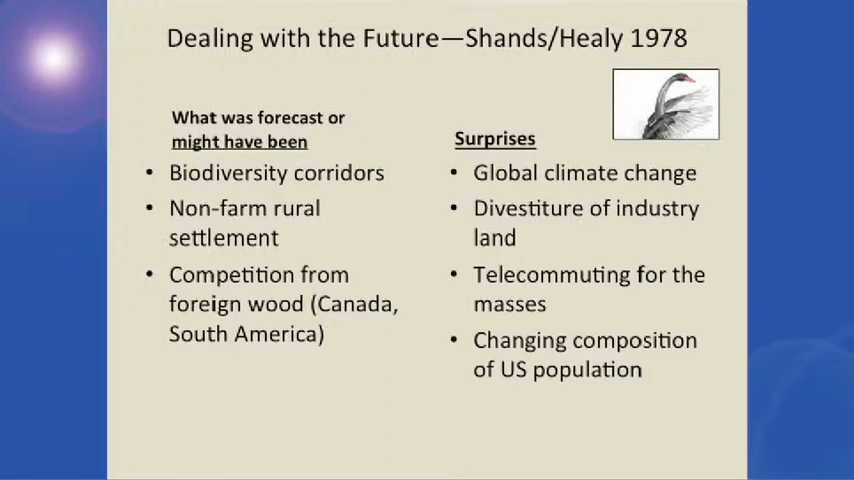 Dealing with the Future—Shands/Healy 1978
What was forecast or
might have been
• Biodiversity corridors
• Non-farm rural
settlement
• Competition from
foreign wood (Canada,
South America)
Surprises
• Global climate change
• Divestiture of industry
land
• Telecommuting for the
masses
• Changing composition
of US population